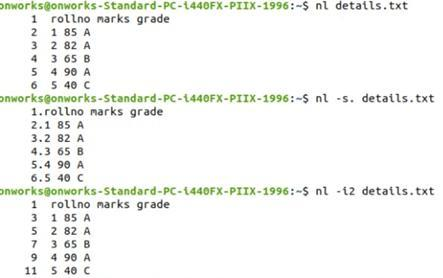 onworks@onworks-Standard-PC-i440FX-PIIX-1996:~$ nl details.txt
1 rollno marks grade
2 1 85 A
3 2 82 A
4 3 65 B
5 4 90 A
6 5 40 C
onworks@onworks-Standard-PC-i440FX-PIIX-1996:~$ nl -s. details.txt
1.rollno marks grade
2.1 85 A
3.2 82 A
4.3 65 B
5.4 90 A
6.5 40 C
onworks@onworks-Standard-PC-i440FX-PIIX-1996:~$ nl -i2 details.txt
1 rollno marks grade
3 1 85 A
5 2 82 A
7 3 65 B
9 4 90 A
11 5 40 C